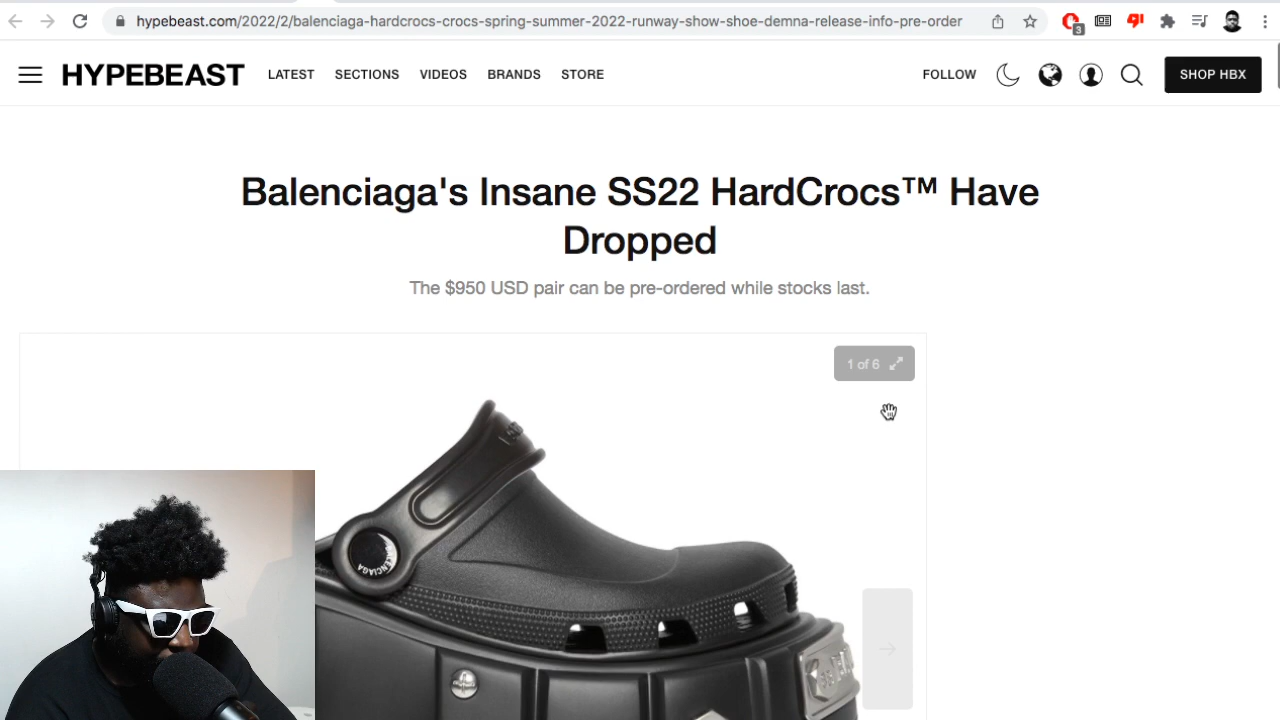 hypebeast.com/2022/2/balenciaga-hardcrocs-crocs-spring-summer-2022-runway-show-shoe-demna-release-info-pre-order
3
HYPEBEAST LATEST SECTIONS VIDEOS BRANDS STORE FOLLOW SHOP HBX
Balenciaga's Insane SS22 HardCrocs™ Have
Dropped
The $950 USD pair can be pre-ordered while stocks last.
1 of 6
BALENCIAGA